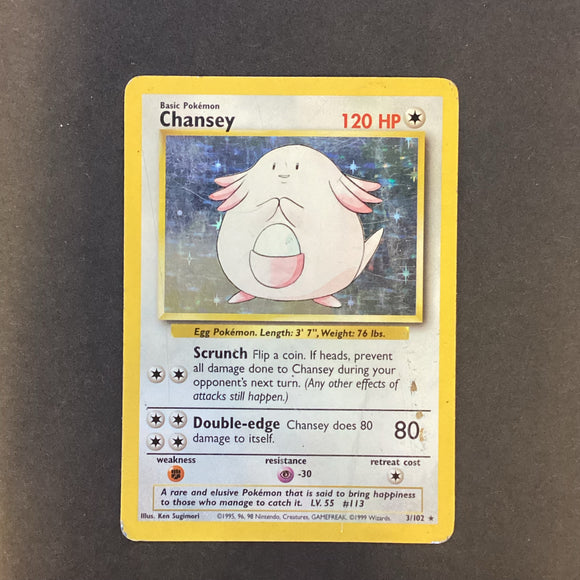 Basic Pokémon
Chansey 120 HP
Egg Pokémon. Length: 3' 7", Weight: 76 lbs.
Scrunch Flip a coin. If heads, prevent
all damage done to Chansey during your
opponent's next turn. (Any other effects of
attacks still happen.)
Double-edge Chansey does 80
damage to itself.
80
weakness resistance retreat cost
-30
A rare and elusive Pokémon that is said to bring happiness
to those who manage to catch it. LV. 55 #113
Illus. Ken Sugimori ©1995, 96, 98 Nintendo, Creatures, GAMEFREAK. ©1999 Wizards. 3/102 ★